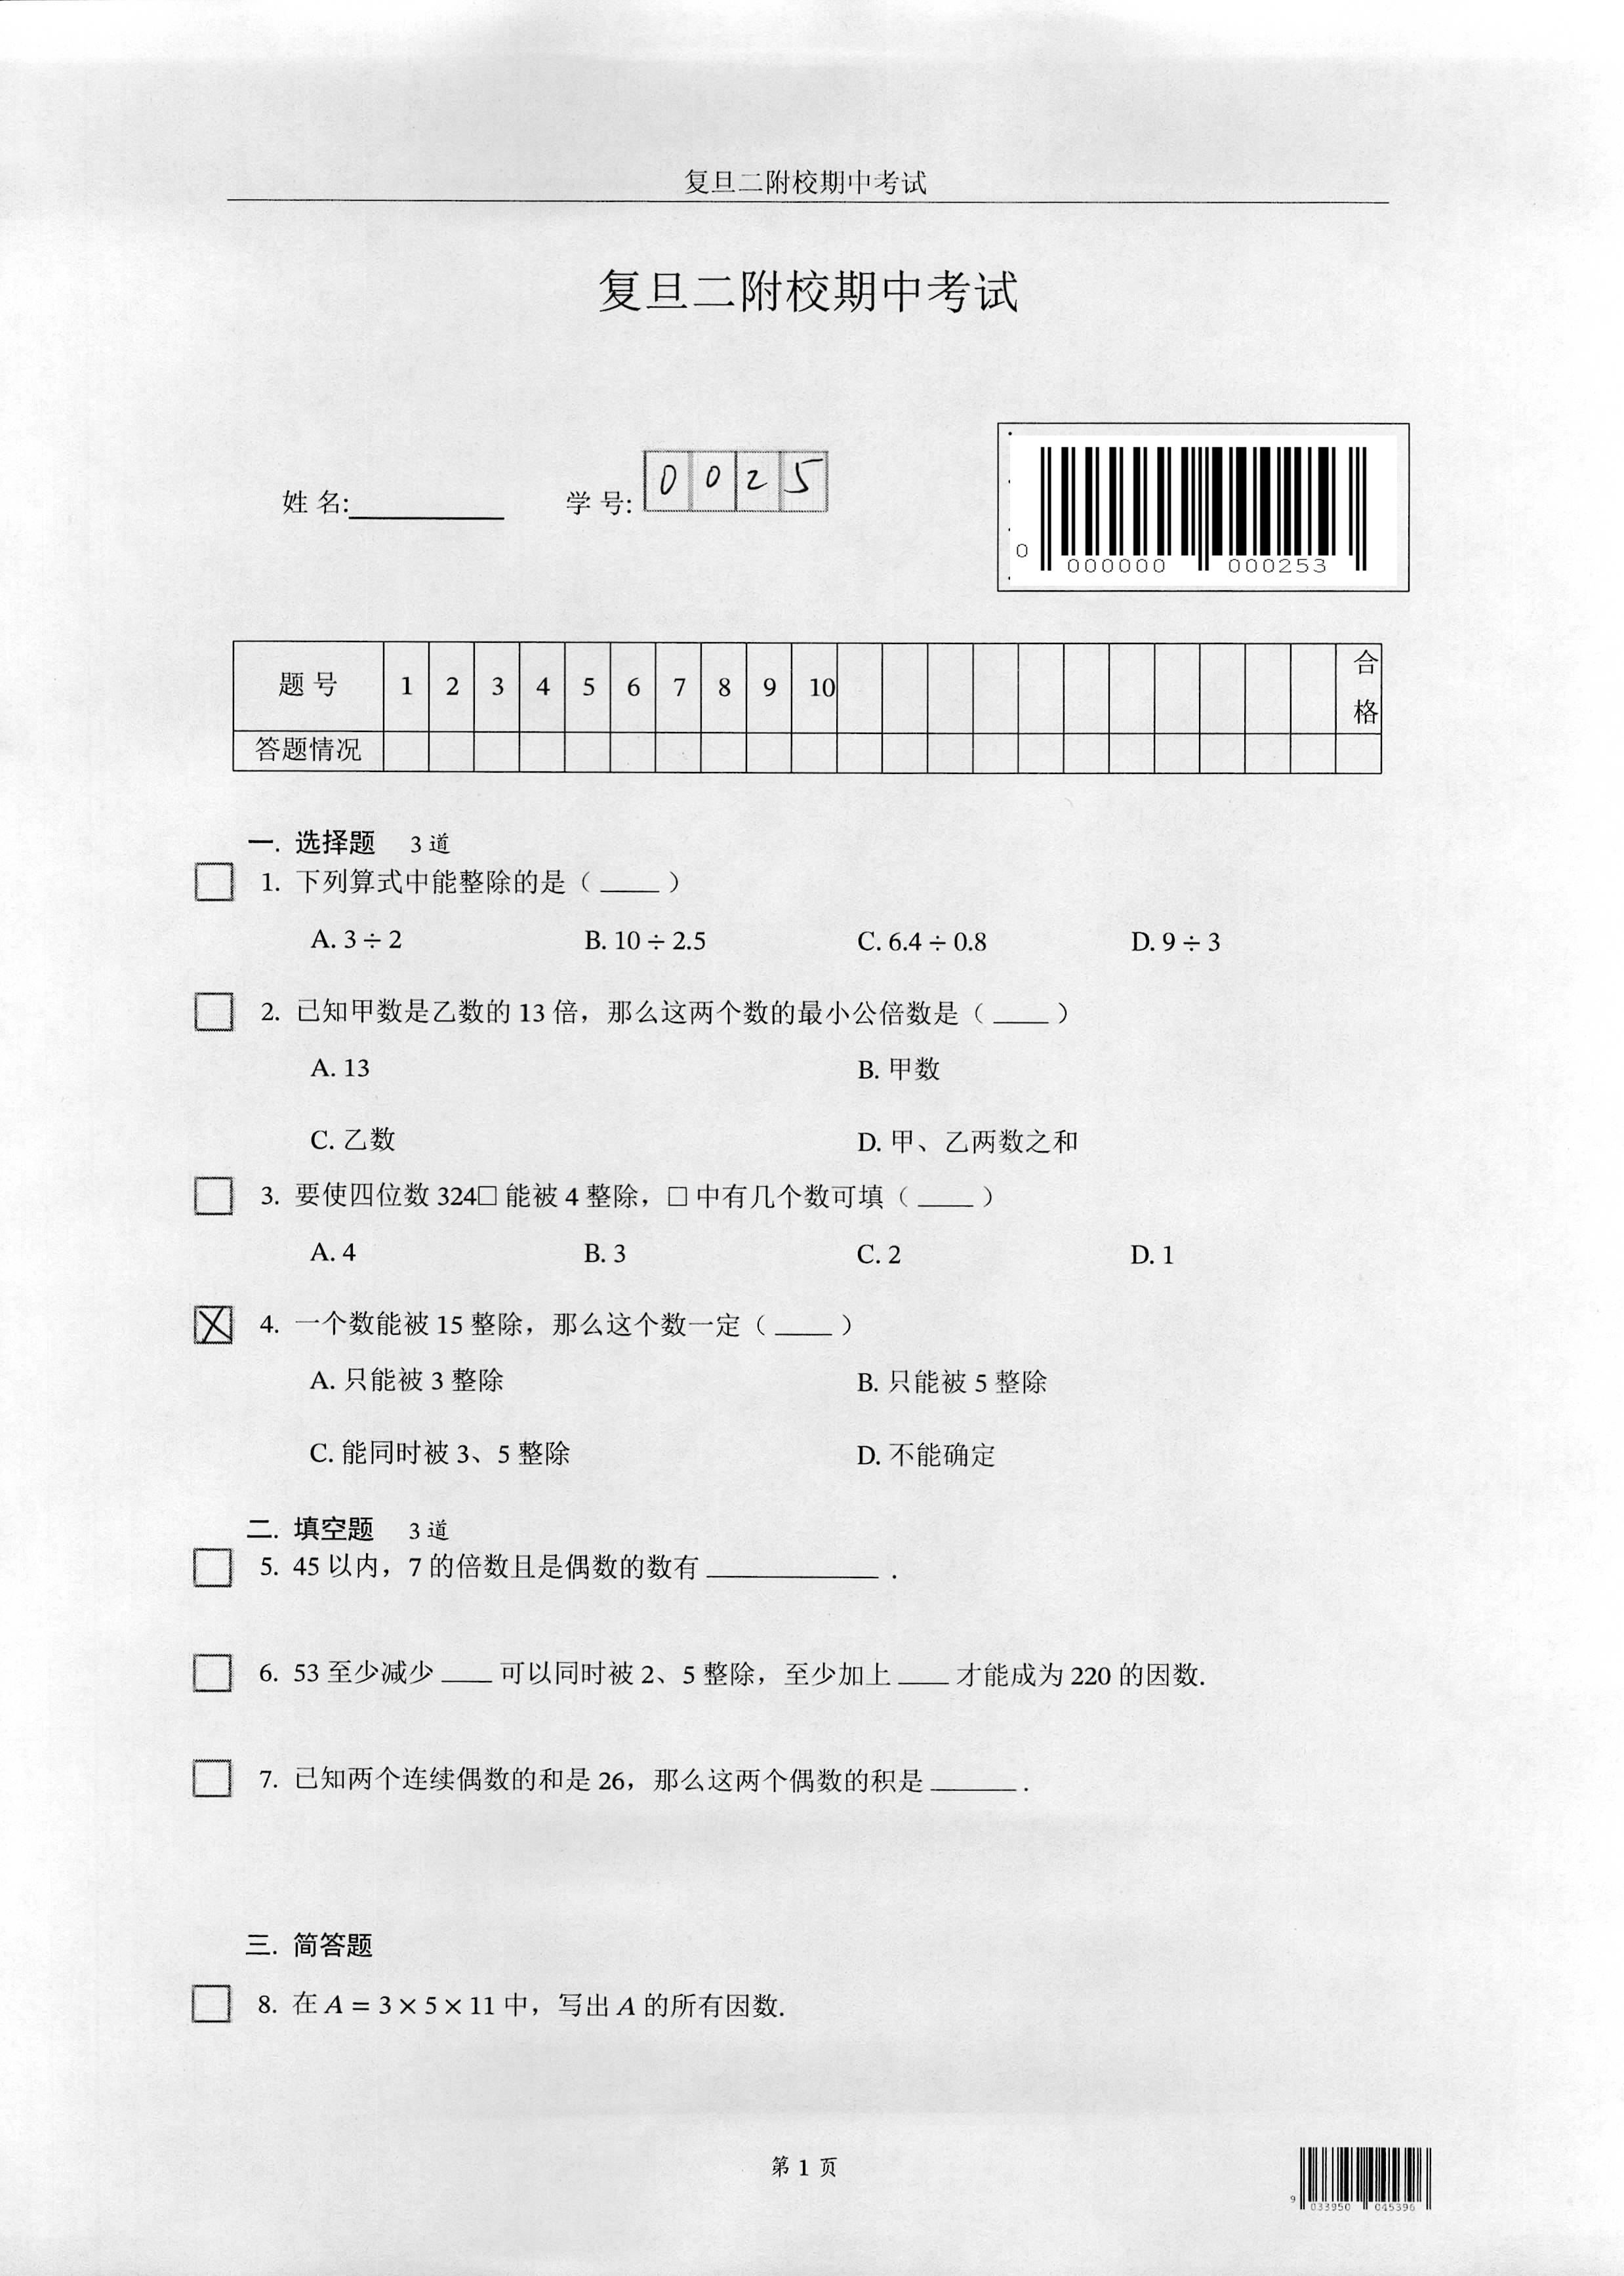 复旦二附校期中考试
复旦二附校期中考试
姓 名: 学 号: 0 0 2 5
0 000000 000253
题 号 1 2 3 4 5 6 7 8 9 10 合格
答题情况
一. 选择题 3 道
1. 下列算式中能整除的是（ ____ ）
A. 3 ÷ 2 B. 10 ÷ 2.5 C. 6.4 ÷ 0.8 D. 9 ÷ 3
2. 已知甲数是乙数的 13 倍，那么这两个数的最小公倍数是（ ____ ）
A. 13 B. 甲数
C. 乙数 D. 甲、乙两数之和
3. 要使四位数 324□ 能被 4 整除，□ 中有几个数可填（ ____ ）
A. 4 B. 3 C. 2 D. 1
4. 一个数能被 15 整除，那么这个数一定（ ____ ）
A. 只能被 3 整除 B. 只能被 5 整除
C. 能同时被 3、5 整除 D. 不能确定
二. 填空题 3 道
5. 45 以内，7 的倍数且是偶数的数有 ____________ .
6. 53 至少减少 ____ 可以同时被 2、5 整除，至少加上 ____ 才能成为 220 的因数.
7. 已知两个连续偶数的和是 26，那么这两个偶数的积是 ______ .
三. 简答题
8. 在 A = 3 × 5 × 11 中，写出 A 的所有因数.
第 1 页
9 033950 045396